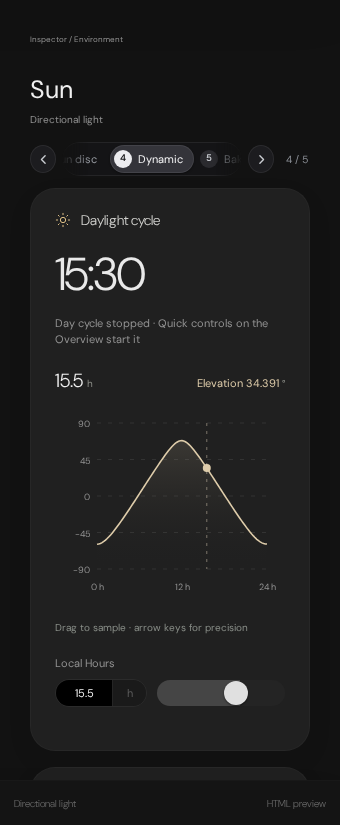 Inspector / Environment
Sun
Directional light
disc
4 Dynamic
5
4 / 5
Daylight cycle
15:30
Day cycle stopped · Quick controls on the
Overview start it
15.5 h
Elevation 34.391 °
90
45
0
-45
-90
0 h
12 h
24 h
Drag to sample · arrow keys for precision
Local Hours
15.5 h
Directional light
HTML preview